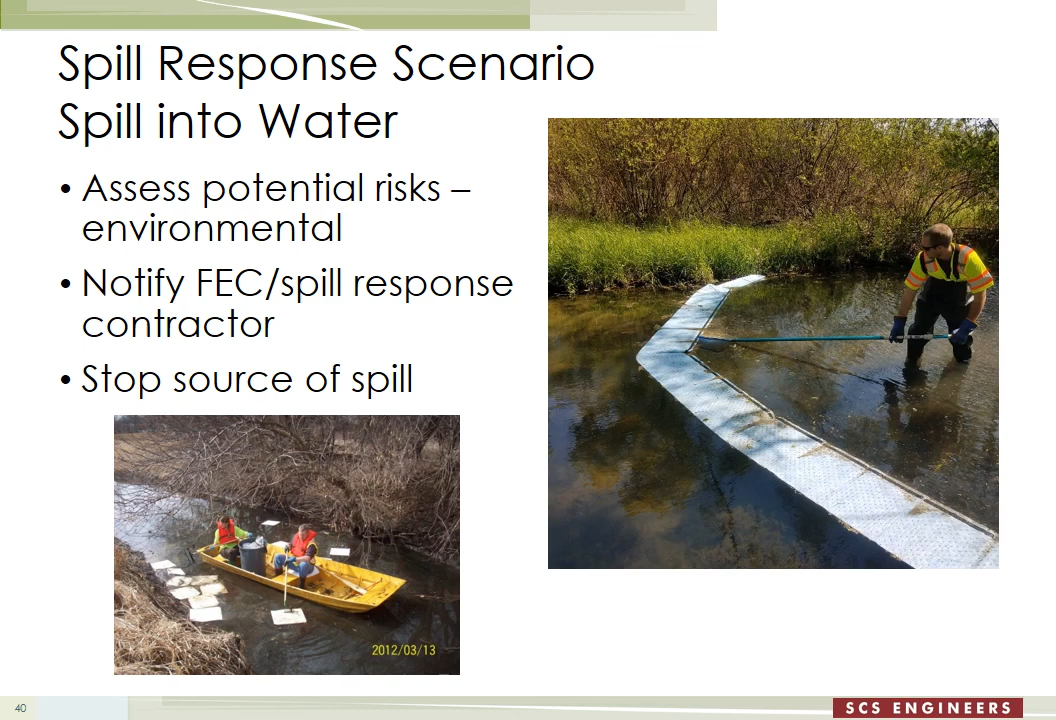 Spill Response Scenario
Spill into Water
• Assess potential risks –
environmental
• Notify FEC/spill response
contractor
• Stop source of spill
2012/03/13
40
SCS ENGINEERS